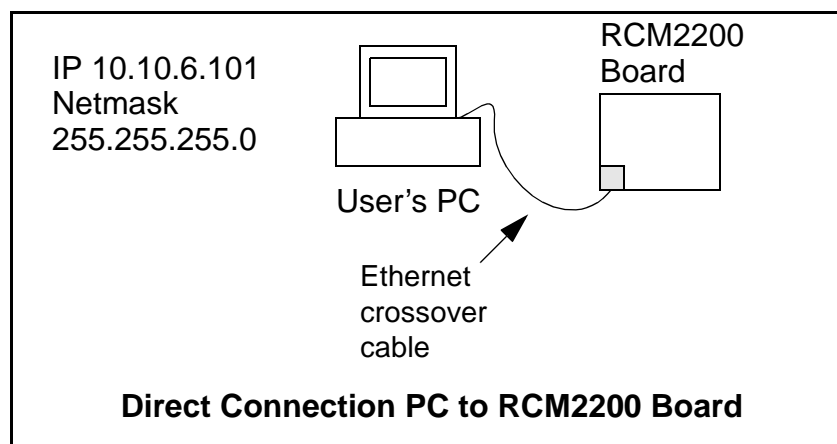 IP 10.10.6.101
Netmask
255.255.255.0
RCM2200
Board
User’s PC
Ethernet
crossover
cable
Direct Connection PC to RCM2200 Board